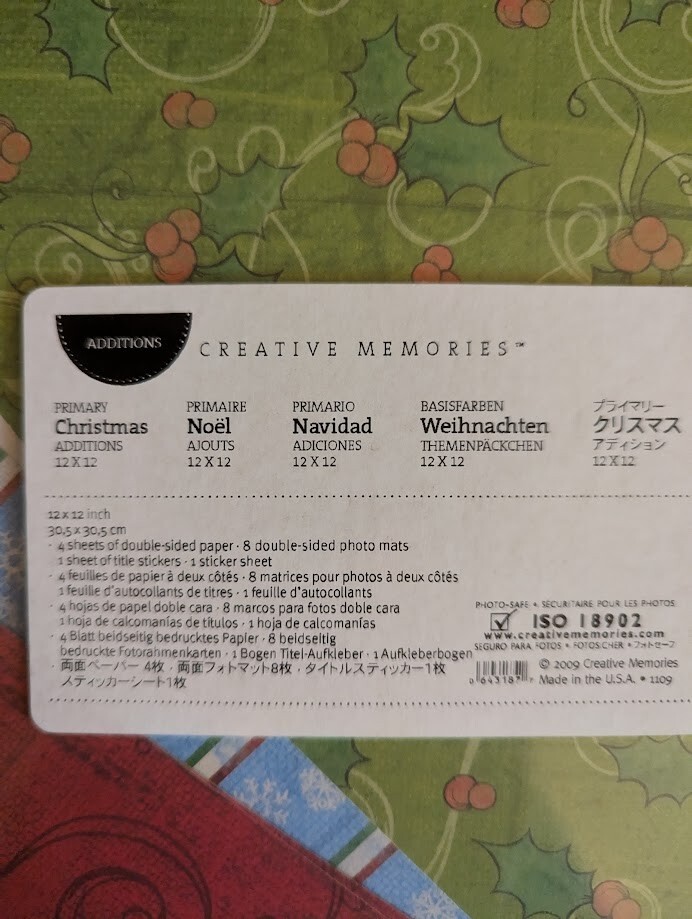 ADDITIONS
CREATIVE MEMORIES™
PRIMARY
Christmas
ADDITIONS
12 X 12
PRIMAIRE
Noël
AJOUTS
12 X 12
PRIMARIO
Navidad
ADICIONES
12 X 12
BASISFARBEN
Weihnachten
THEMENPÄCKCHEN
12 X 12
プライマリー
クリスマス
アディション
12 X 12
12 x 12 inch
30,5 x 30,5 cm
· 4 sheets of double-sided paper · 8 double-sided photo mats
1 sheet of title stickers · 1 sticker sheet
· 4 feuilles de papier à deux côtés · 8 matrices pour photos à deux côtés
1 feuille d'autocollants de titres · 1 feuille d'autocollants
· 4 hojas de papel doble cara · 8 marcos para fotos doble cara
1 hoja de calcomanías de títulos · 1 hoja de calcomanías
· 4 Blatt beidseitig bedrucktes Papier · 8 beidseitig
bedruckte Fotorahmenkarten · 1 Bogen Titel-Aufkleber · 1 Aufkleberbogen
· 両面ペーパー 4枚 · 両面フォトマット8枚 · タイトルスティッカー1枚
スティッカーシート1枚
PHOTO-SAFE • SÉCURITAIRE POUR LES PHOTOS
ISO 18902
www.creativememories.com
SEGURO PARA FOTOS • FOTOSICHER • フォトセーフ
© 2009 Creative Memories
Made in the U.S.A. • 1109